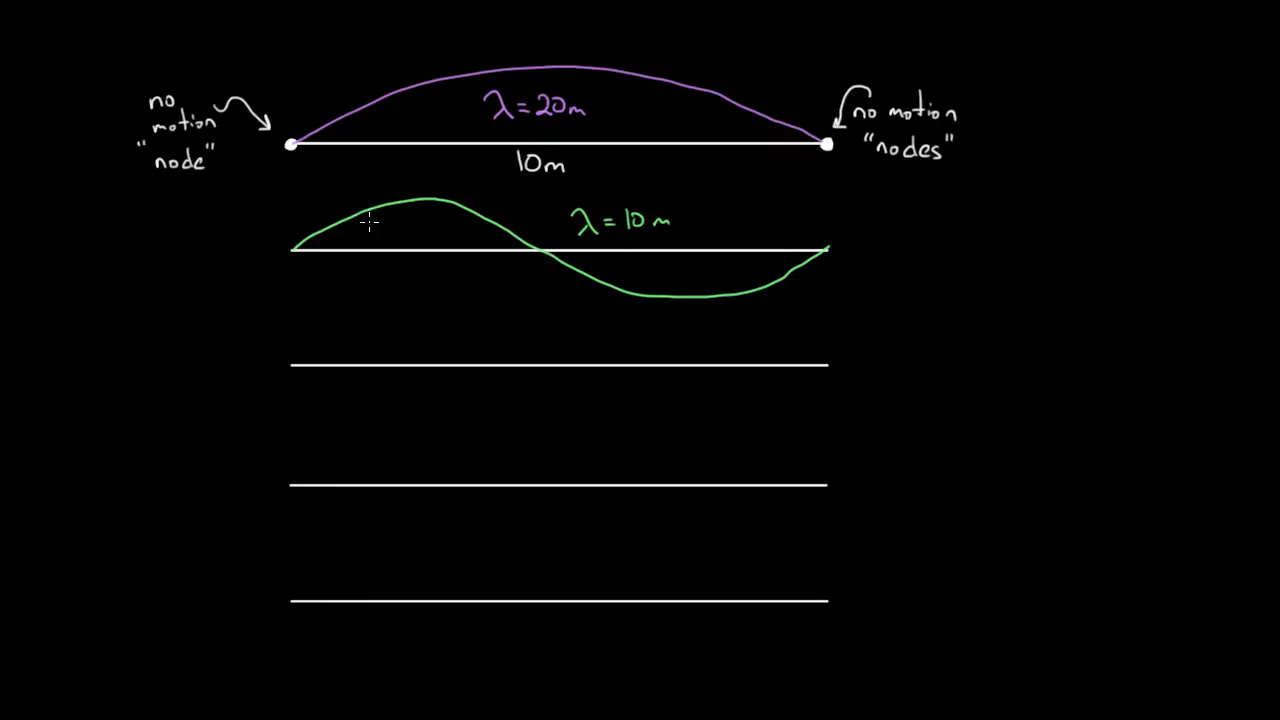 no
motion
"node"
λ = 20m
10m
no motion
"nodes"
λ = 10 m